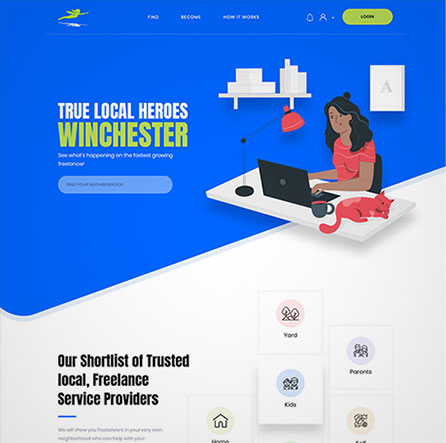 FIND BECOME HOW IT WORKS LOGIN
TRUE LOCAL HEROES
WINCHESTER
See what's happening on the fastest growing
freelancer
FIND YOUR NEIGHBORHOOD
A
Yard
Parents
Our Shortlist of Trusted
local, Freelance
Service Providers
Kids
We will show you freelancers in your very own
neighborhood who can help with your
Home
Self